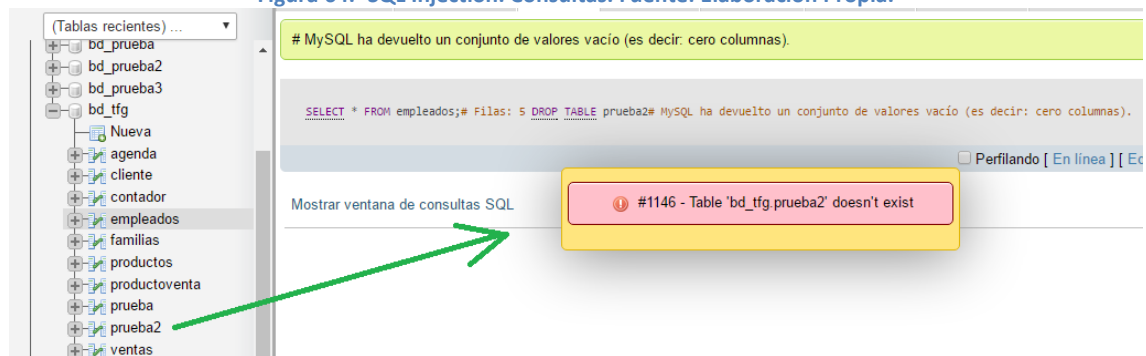 (Tablas recientes) ...
bd_prueba
bd_prueba2
bd_prueba3
bd_tfg
Nueva
agenda
cliente
contador
empleados
familias
productos
productoventa
prueba
prueba2
ventas
# MySQL ha devuelto un conjunto de valores vacío (es decir: cero columnas).
SELECT * FROM empleados;# Filas: 5 DROP TABLE prueba2# MySQL ha devuelto un conjunto de valores vacío (es decir: cero columnas).
Perfilando [ En línea ] [
Mostrar ventana de consultas SQL
#1146 - Table 'bd_tfg.prueba2' doesn't exist